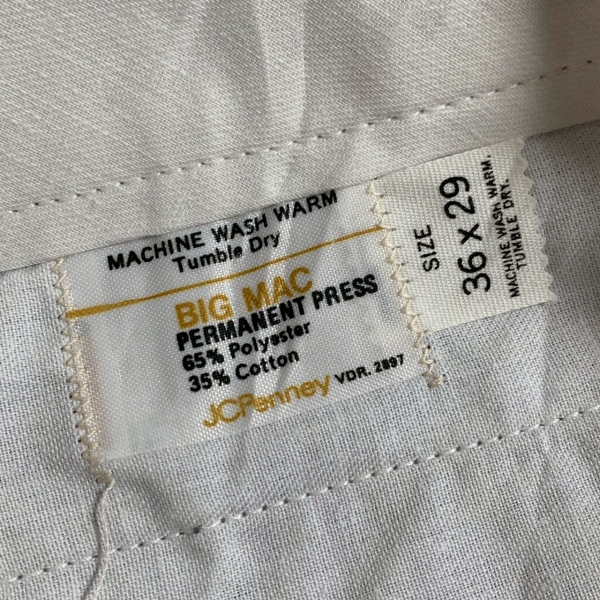 MACHINE WASH WARM
Tumble Dry
BIG MAC
PERMANENT PRESS
65% Polyester
35% Cotton
JCPenney VDR. 2897
SIZE
36 x 29
MACHINE WASH WARM.
TUMBLE DRY.